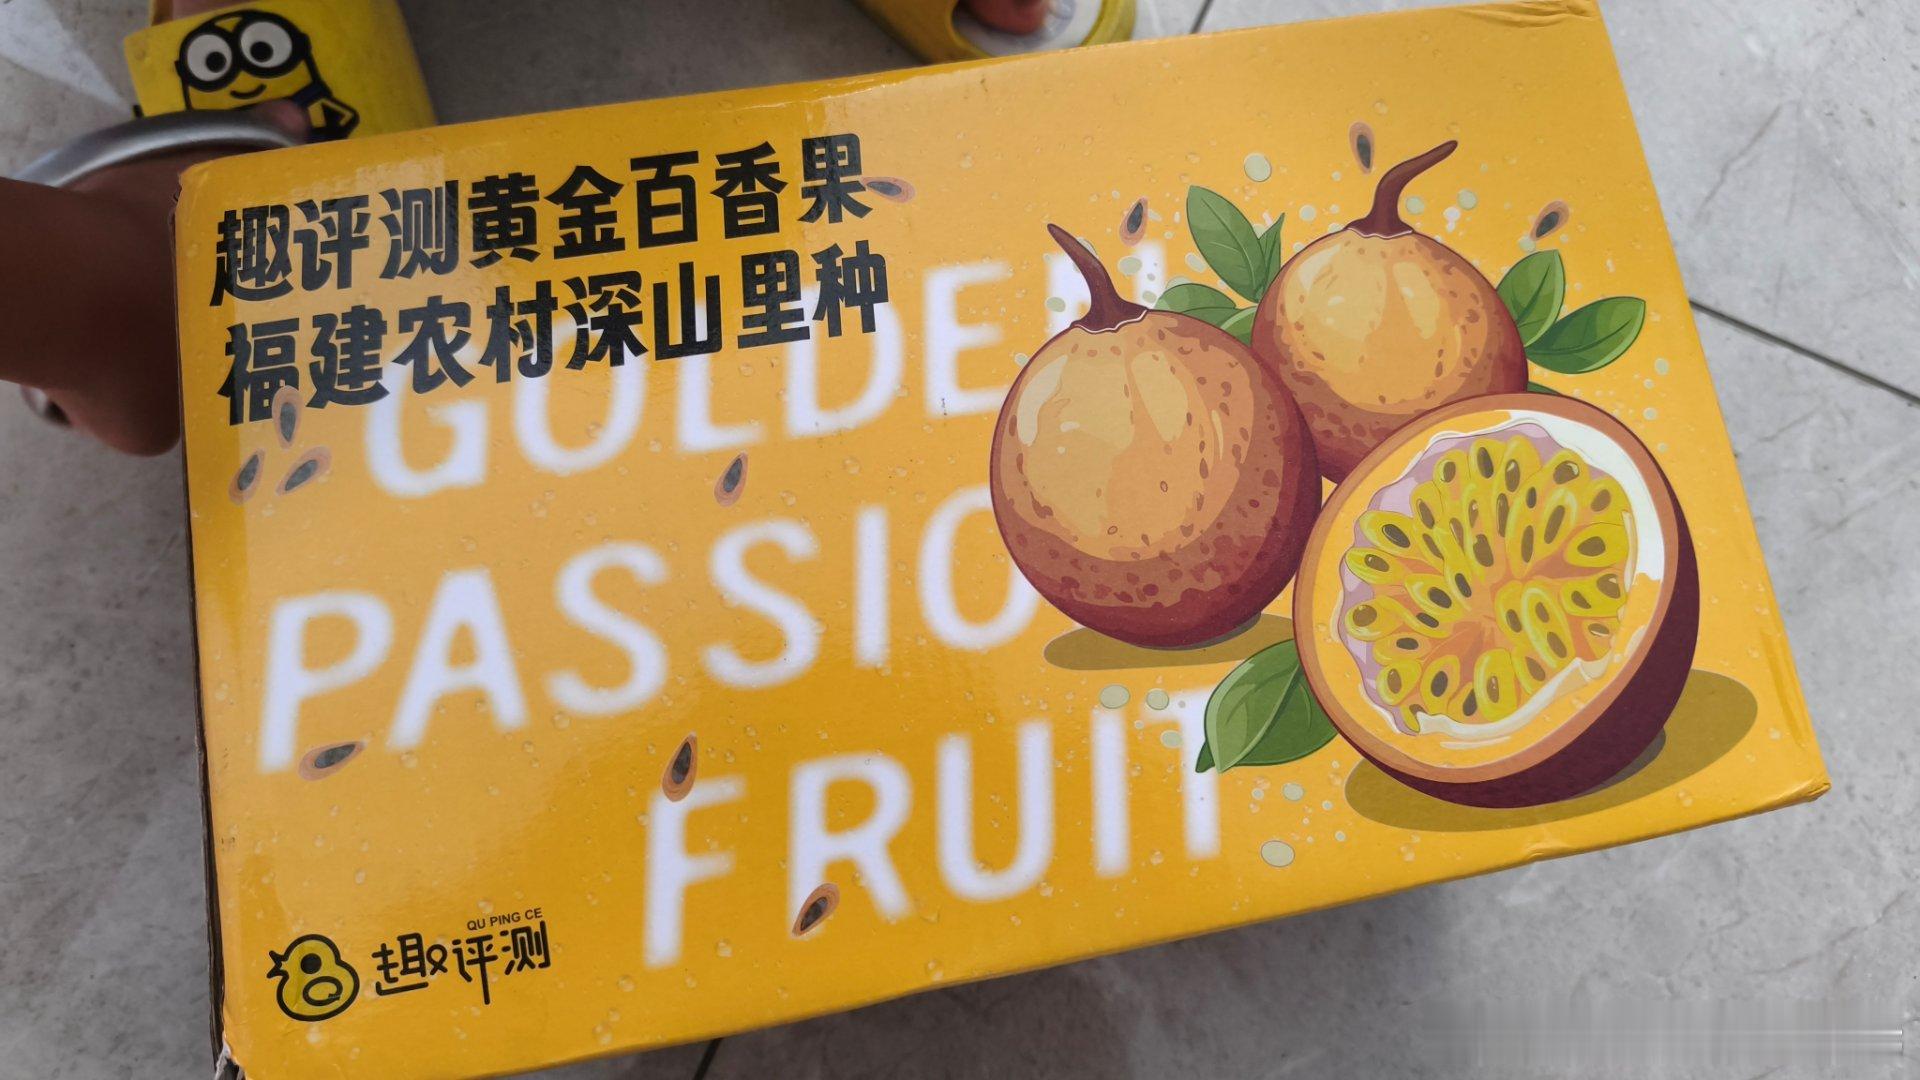 趣评测黄金百香果
福建农村深山里种
GOLDEN
PASSION
FRUIT
QU PING CE
趣评测